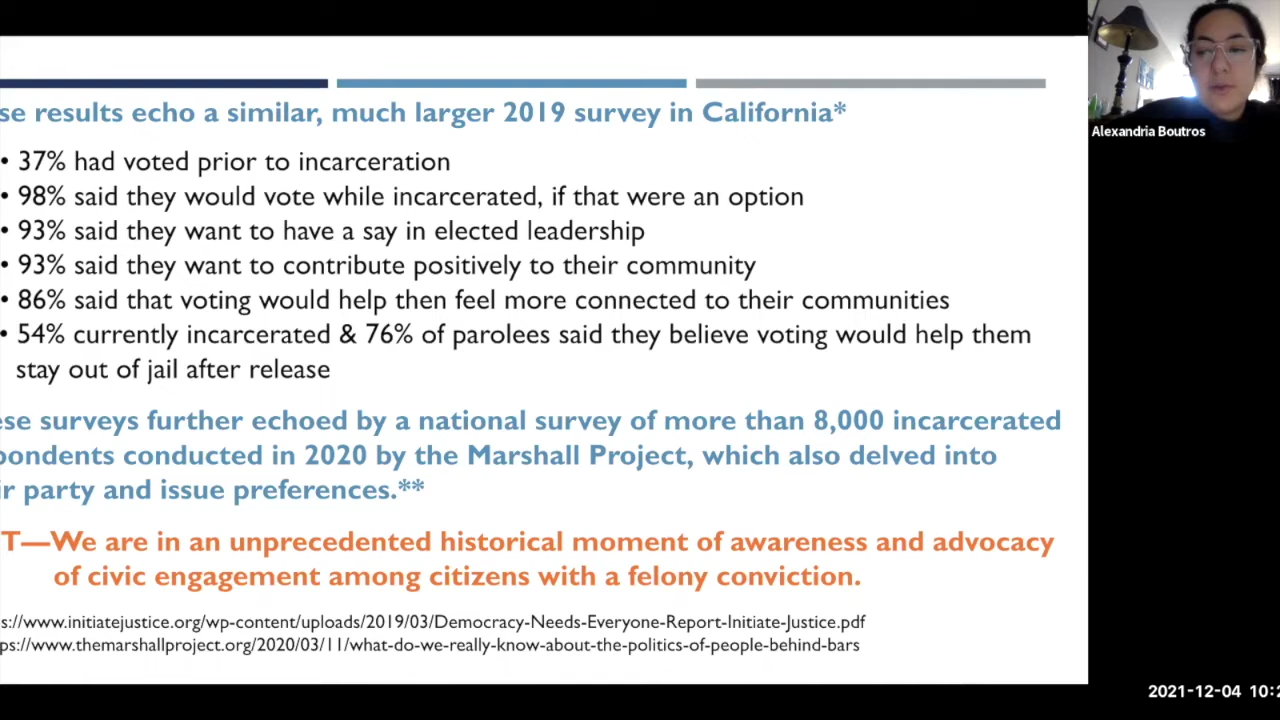 se results echo a similar, much larger 2019 survey in California*
• 37% had voted prior to incarceration
• 98% said they would vote while incarcerated, if that were an option
• 93% said they want to have a say in elected leadership
• 93% said they want to contribute positively to their community
• 86% said that voting would help then feel more connected to their communities
• 54% currently incarcerated & 76% of parolees said they believe voting would help them
stay out of jail after release
ese surveys further echoed by a national survey of more than 8,000 incarcerated
pondents conducted in 2020 by the Marshall Project, which also delved into
ir party and issue preferences.**
T—We are in an unprecedented historical moment of awareness and advocacy
of civic engagement among citizens with a felony conviction.
s://www.initiatejustice.org/wp-content/uploads/2019/03/Democracy-Needs-Everyone-Report-Initiate-Justice.pdf
ps://www.themarshallproject.org/2020/03/11/what-do-we-really-know-about-the-politics-of-people-behind-bars
Alexandria Boutros
2021-12-04 10:2